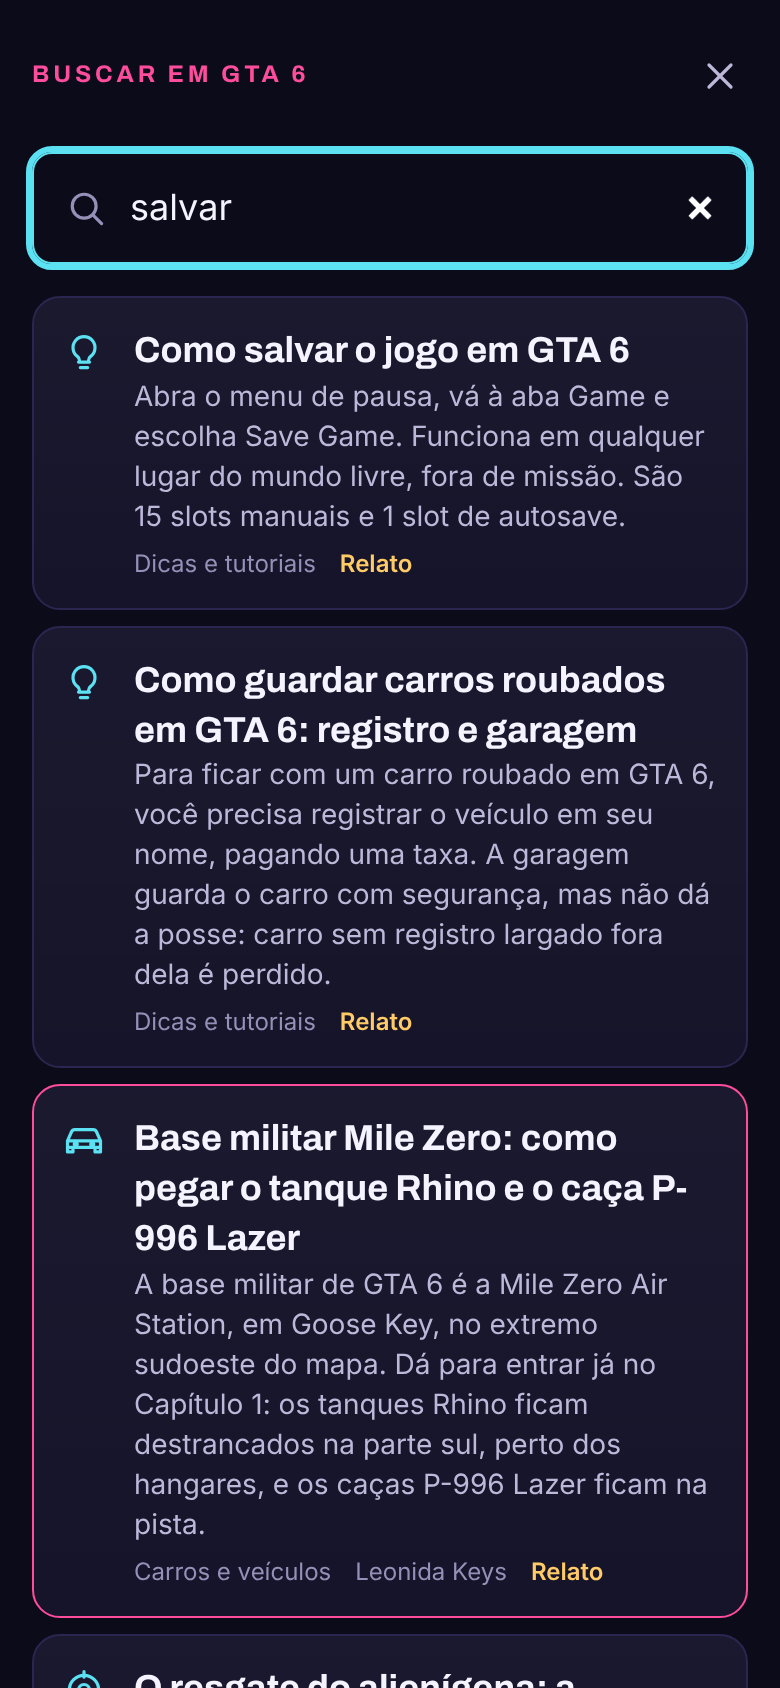 BUSCAR EM GTA 6
salvar
Como salvar o jogo em GTA 6
Abra o menu de pausa, vá à aba Game e
escolha Save Game. Funciona em qualquer
lugar do mundo livre, fora de missão. São
15 slots manuais e 1 slot de autosave.
Dicas e tutoriais Relato
Como guardar carros roubados
em GTA 6: registro e garagem
Para ficar com um carro roubado em GTA 6,
você precisa registrar o veículo em seu
nome, pagando uma taxa. A garagem
guarda o carro com segurança, mas não dá
a posse: carro sem registro largado fora
dela é perdido.
Dicas e tutoriais Relato
Base militar Mile Zero: como
pegar o tanque Rhino e o caça P-
996 Lazer
A base militar de GTA 6 é a Mile Zero Air
Station, em Goose Key, no extremo
sudoeste do mapa. Dá para entrar já no
Capítulo 1: os tanques Rhino ficam
destrancados na parte sul, perto dos
hangares, e os caças P-996 Lazer ficam na
pista.
Carros e veículos Leonida Keys Relato
O resgate do alienígena: a